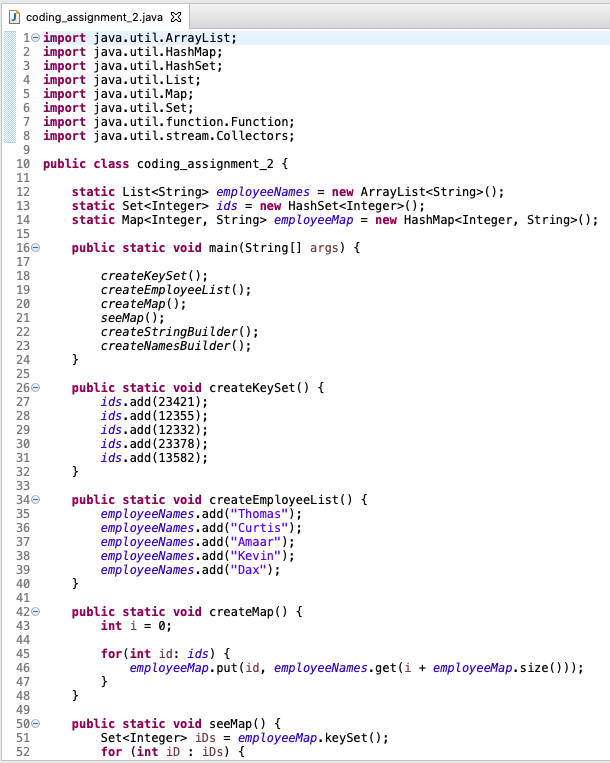 coding_assignment_2.java
1 import java.util.ArrayList;
2 import java.util.HashMap;
3 import java.util.HashSet;
4 import java.util.List;
5 import java.util.Map;
6 import java.util.Set;
7 import java.util.function.Function;
8 import java.util.stream.Collectors;
9
10 public class coding_assignment_2 {
11
12     static List<String> employeeNames = new ArrayList<String>();
13     static Set<Integer> ids = new HashSet<Integer>();
14     static Map<Integer, String> employeeMap = new HashMap<Integer, String>();
15
16     public static void main(String[] args) {
17
18         createKeySet();
19         createEmployeeList();
20         createMap();
21         seeMap();
22         createStringBuilder();
23         createNamesBuilder();
24     }
25
26     public static void createKeySet() {
27         ids.add(23421);
28         ids.add(12355);
29         ids.add(12332);
30         ids.add(23378);
31         ids.add(13582);
32     }
33
34     public static void createEmployeeList() {
35         employeeNames.add("Thomas");
36         employeeNames.add("Curtis");
37         employeeNames.add("Amaar");
38         employeeNames.add("Kevin");
39         employeeNames.add("Dax");
40     }
41
42     public static void createMap() {
43         int i = 0;
44
45         for(int id: ids) {
46             employeeMap.put(id, employeeNames.get(i + employeeMap.size()));
47         }
48     }
49
50     public static void seeMap() {
51         Set<Integer> iDs = employeeMap.keySet();
52         for (int iD : iDs) {